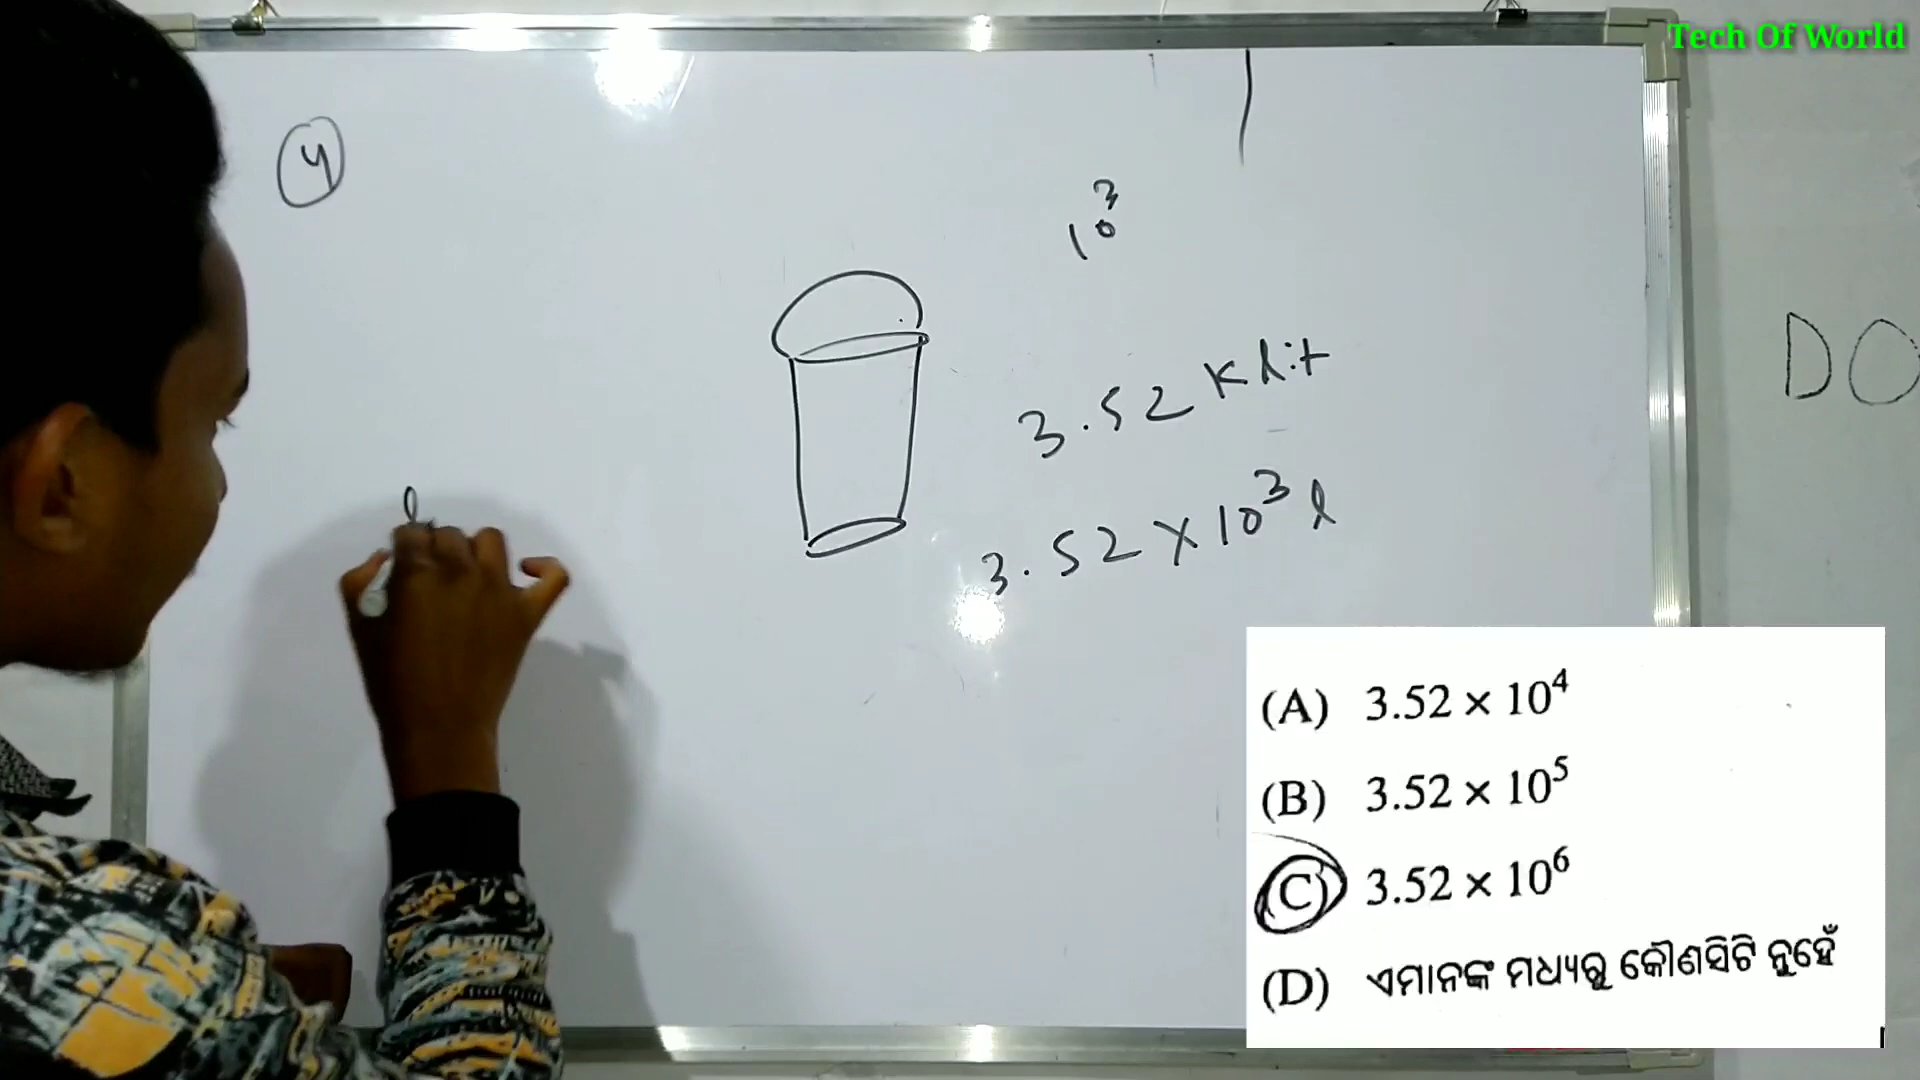 Tech Of World
4
10³
3.52 K lit
3.52 × 10³ l
l
DO
(A) 3.52 × 10⁴
(B) 3.52 × 10⁵
(C) 3.52 × 10⁶
(D) ଏମାନଙ୍କ ମଧ୍ୟରୁ କୌଣସିଟି ନୁହେଁ